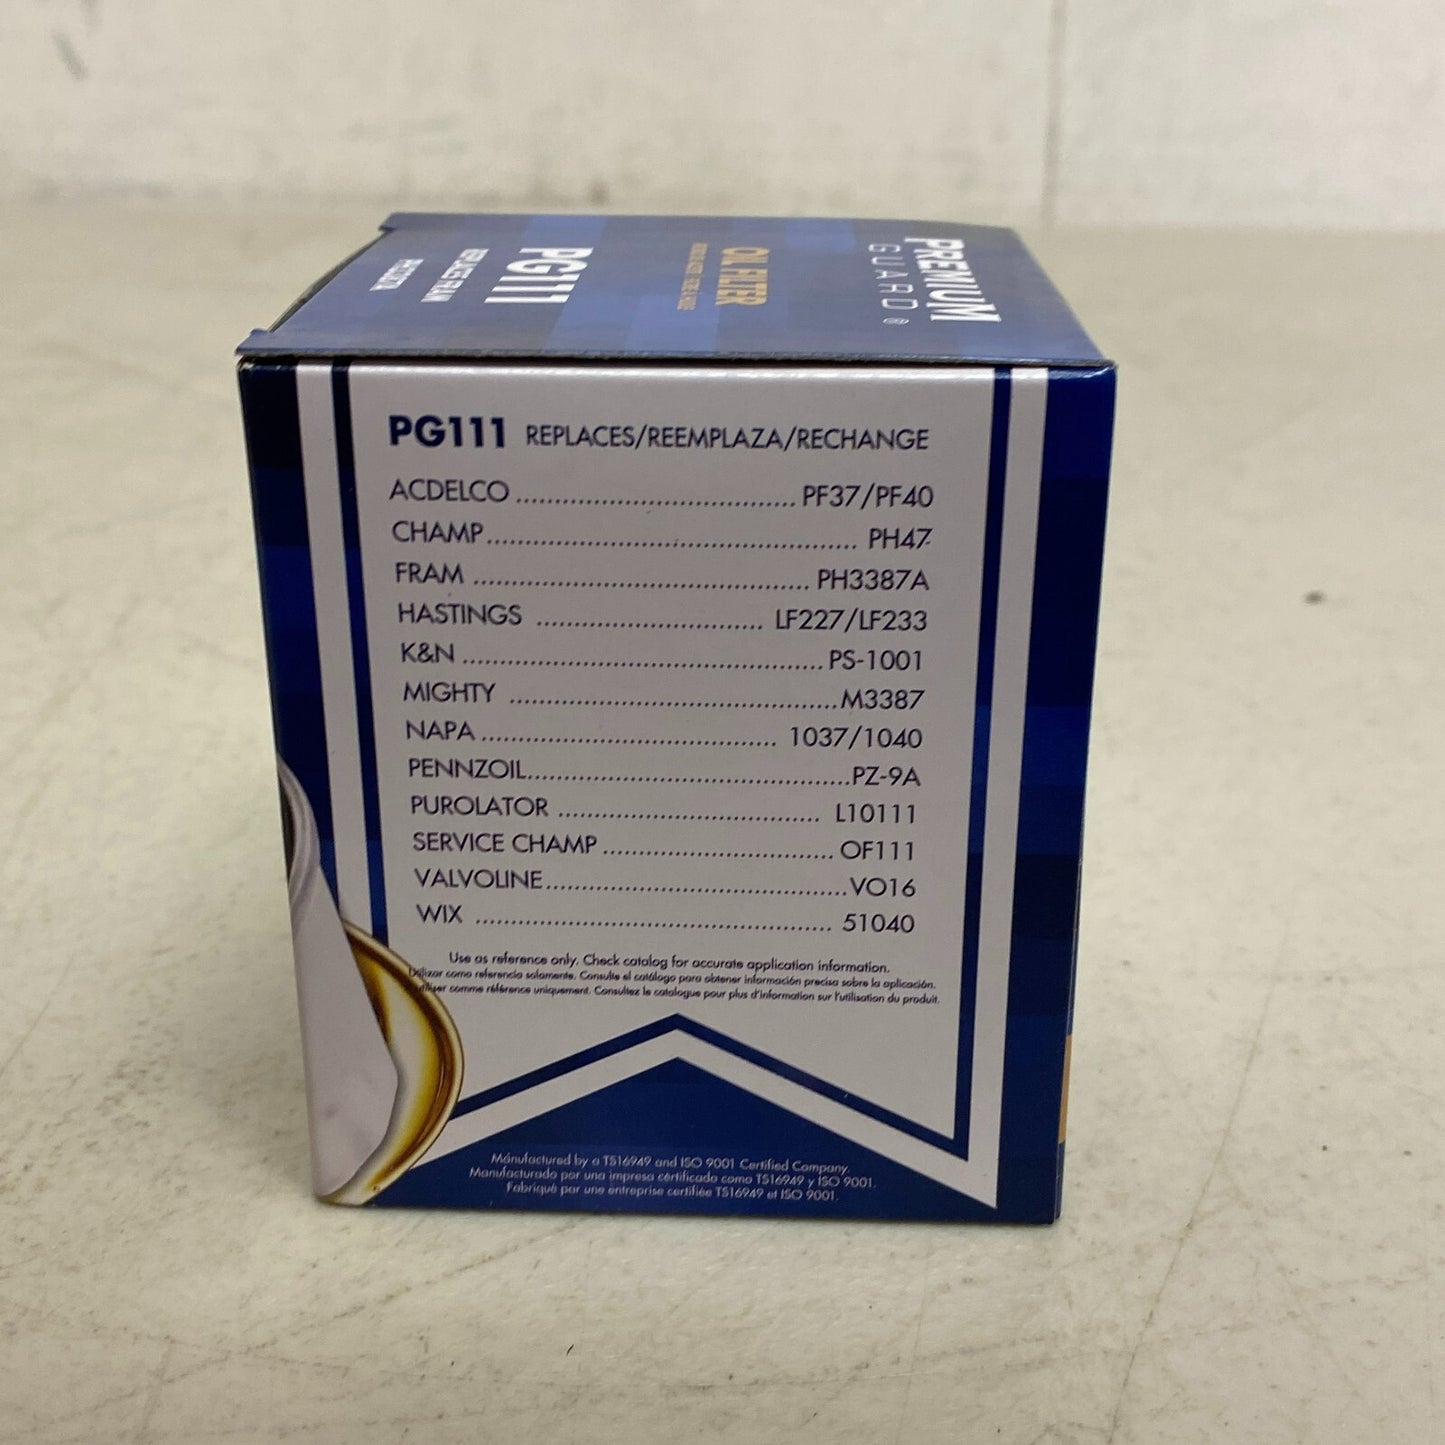 PREMIUM
GUARD®
OIL FILTER
PG111
REPLACES FRAM
PH3387A
PG111 REPLACES/REEMPLAZA/RECHANGE
ACDELCO ........................................ PF37/PF40
CHAMP................................................ PH47
FRAM ............................................ PH3387A
HASTINGS .............................. LF227/LF233
K&N ............................................... PS-1001
MIGHTY ...........................................M3387
NAPA ....................................... 1037/1040
PENNZOIL..........................................PZ-9A
PUROLATOR ................................... L10111
SERVICE CHAMP .............................. OF111
VALVOLINE........................................VO16
WIX ............................................... 51040
Use as reference only. Check catalog for accurate application information.
Utilizar como referencia solamente. Consulte el catálogo para obtener información precisa sobre la aplicación.
utiliser comme référence uniquement. Consultez le catalogue pour plus d'information sur l'utilisation du produit.
Manufactured by a TS16949 and ISO 9001 Certified Company.
Manufacturado por una impresa certificado como TS16949 y ISO 9001.
Fabriqué par une entreprise certifiée TS16949 et ISO 9001.